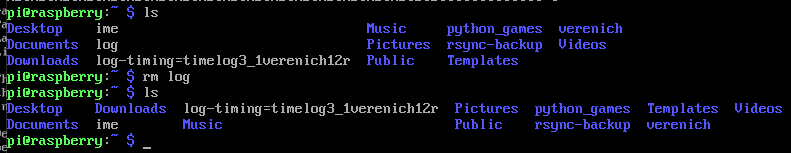 pi@raspberry:~ $ ls
Desktop ime Music python_games verenich
Documents log Pictures rsync-backup Videos
Downloads log-timing=timelog3_1verenich12r Public Templates
pi@raspberry:~ $ rm log
pi@raspberry:~ $ ls
Desktop Downloads log-timing=timelog3_1verenich12r Pictures python_games Templates Videos
Documents ime Music Public rsync-backup verenich
pi@raspberry:~ $ _